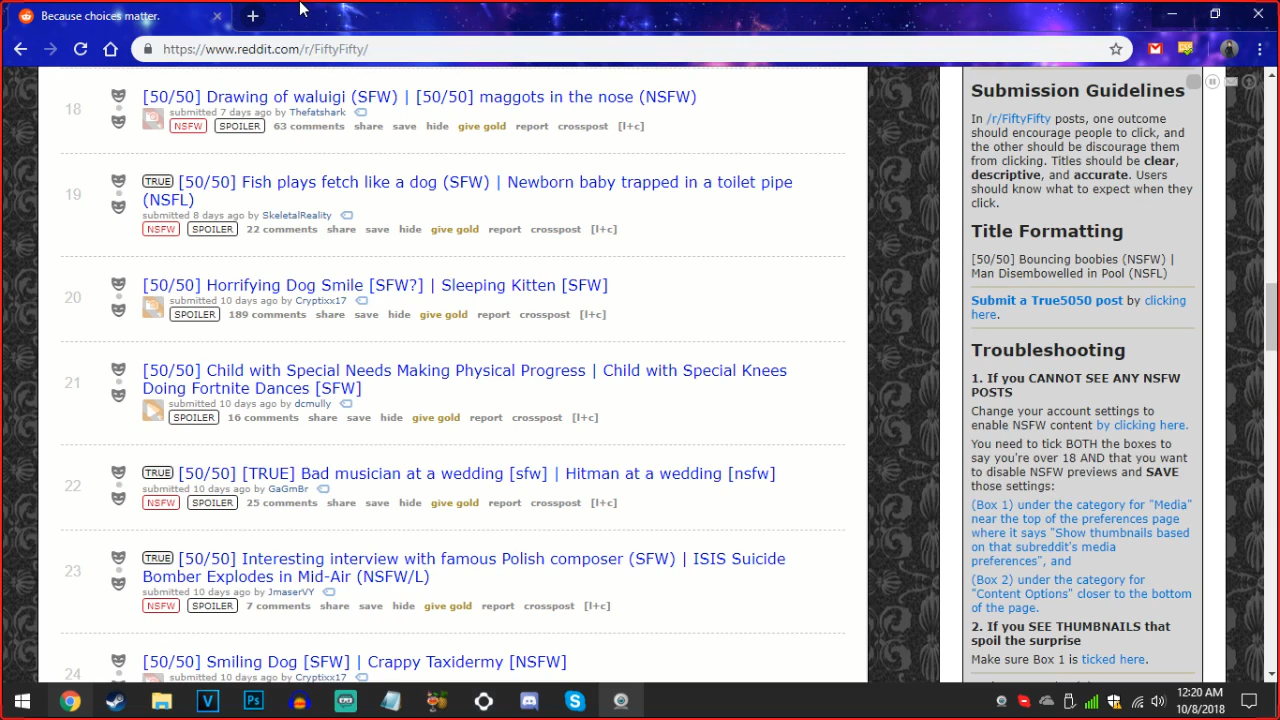 Because choices matter.
https://www.reddit.com/r/FiftyFifty/
18
[50/50] Drawing of waluigi (SFW) | [50/50] maggots in the nose (NSFW)
submitted 7 days ago by Thefatshark
NSFW SPOILER 63 comments share save hide give gold report crosspost [l+c]
19
TRUE [50/50] Fish plays fetch like a dog (SFW) | Newborn baby trapped in a toilet pipe
(NSFL)
submitted 8 days ago by SkeletalReality
NSFW SPOILER 22 comments share save hide give gold report crosspost [l+c]
20
[50/50] Horrifying Dog Smile [SFW?] | Sleeping Kitten [SFW]
submitted 10 days ago by Cryptixx17
SPOILER 189 comments share save hide give gold report crosspost [l+c]
21
[50/50] Child with Special Needs Making Physical Progress | Child with Special Knees
Doing Fortnite Dances [SFW]
submitted 10 days ago by dcmully
SPOILER 16 comments share save hide give gold report crosspost [l+c]
22
TRUE [50/50] [TRUE] Bad musician at a wedding [sfw] | Hitman at a wedding [nsfw]
submitted 10 days ago by GaGmBr
NSFW SPOILER 25 comments share save hide give gold report crosspost [l+c]
23
TRUE [50/50] Interesting interview with famous Polish composer (SFW) | ISIS Suicide
Bomber Explodes in Mid-Air (NSFW/L)
submitted 10 days ago by JmaserVY
NSFW SPOILER 7 comments share save hide give gold report crosspost [l+c]
24
[50/50] Smiling Dog [SFW] | Crappy Taxidermy [NSFW]
submitted 10 days ago by Cryptixx17
Submission Guidelines
In /r/FiftyFifty posts, one outcome
should encourage people to click, and
the other should be discourage them
from clicking. Titles should be clear,
descriptive, and accurate. Users
should know what to expect when they
click.
Title Formatting
[50/50] Bouncing boobies (NSFW) |
Man Disembowelled in Pool (NSFL)
Submit a True5050 post by clicking
here.
Troubleshooting
1. If you CANNOT SEE ANY NSFW
POSTS
Change your account settings to
enable NSFW content by clicking here.
You need to tick BOTH the boxes to
say you're over 18 AND that you want
to disable NSFW previews and SAVE
those settings:
(Box 1) under the category for "Media"
near the top of the preferences page
where it says "Show thumbnails based
on that subreddit's media
preferences", and
(Box 2) under the category for
"Content Options" closer to the bottom
of the page.
2. If you SEE THUMBNAILS that
spoil the surprise
Make sure Box 1 is ticked here.
12:20 AM
10/8/2018